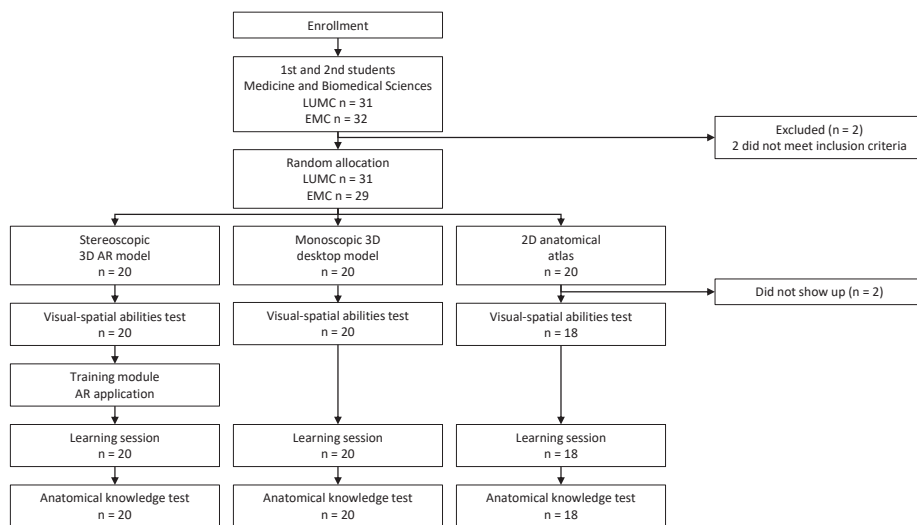 Enrollment
1st and 2nd students
Medicine and Biomedical Sciences
LUMC n = 31
EMC n = 32
Excluded (n = 2)
2 did not meet inclusion criteria
Random allocation
LUMC n = 31
EMC n = 29
Stereoscopic
3D AR model
n = 20
Monoscopic 3D
desktop model
n = 20
2D anatomical
atlas
n = 20
Did not show up (n = 2)
Visual-spatial abilities test
n = 20
Visual-spatial abilities test
n = 20
Visual-spatial abilities test
n = 18
Training module
AR application
Learning session
n = 20
Learning session
n = 20
Learning session
n = 18
Anatomical knowledge test
n = 20
Anatomical knowledge test
n = 20
Anatomical knowledge test
n = 18